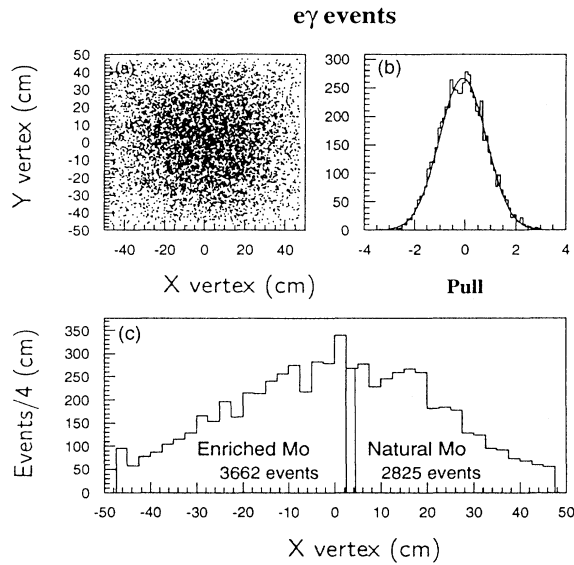 eγ events
(a)
Y vertex (cm)
50
40
30
20
10
0
-10
-20
-30
-40
-50
-40 -20 0 20 40
X vertex (cm)
(b)
300
250
200
150
100
50
0
-4 -2 0 2 4
Pull
(c)
Events/4 (cm)
350
300
250
200
150
100
50
0
Enriched Mo
3662 events
Natural Mo
2825 events
-50 -40 -30 -20 -10 0 10 20 30 40 50
X vertex (cm)